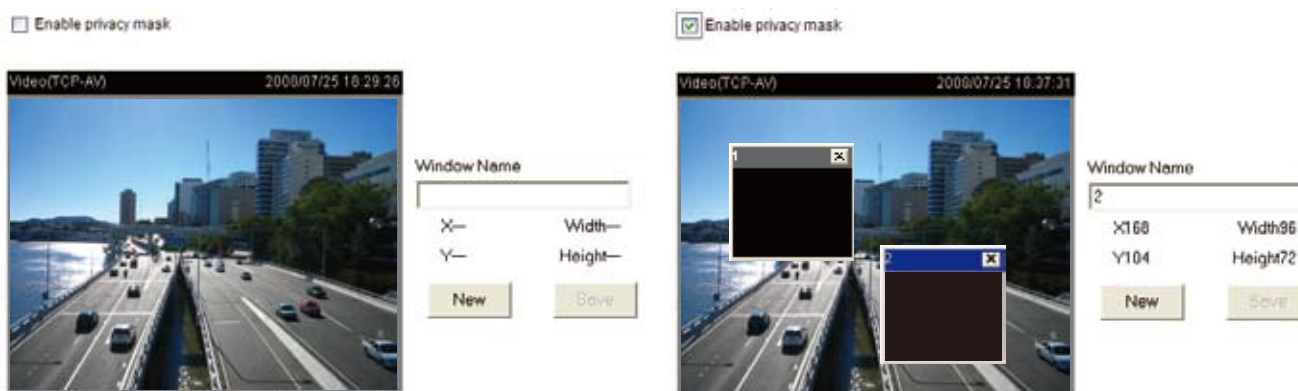 Enable privacy mask
Video(TCP-AV) 2008/07/25 18:29:26
Window Name
X— Width—
Y— Height—
New Save
Enable privacy mask
Video(TCP-AV) 2008/07/25 18:37:31
1
2
Window Name
2
X168 Width96
Y104 Height72
New Save